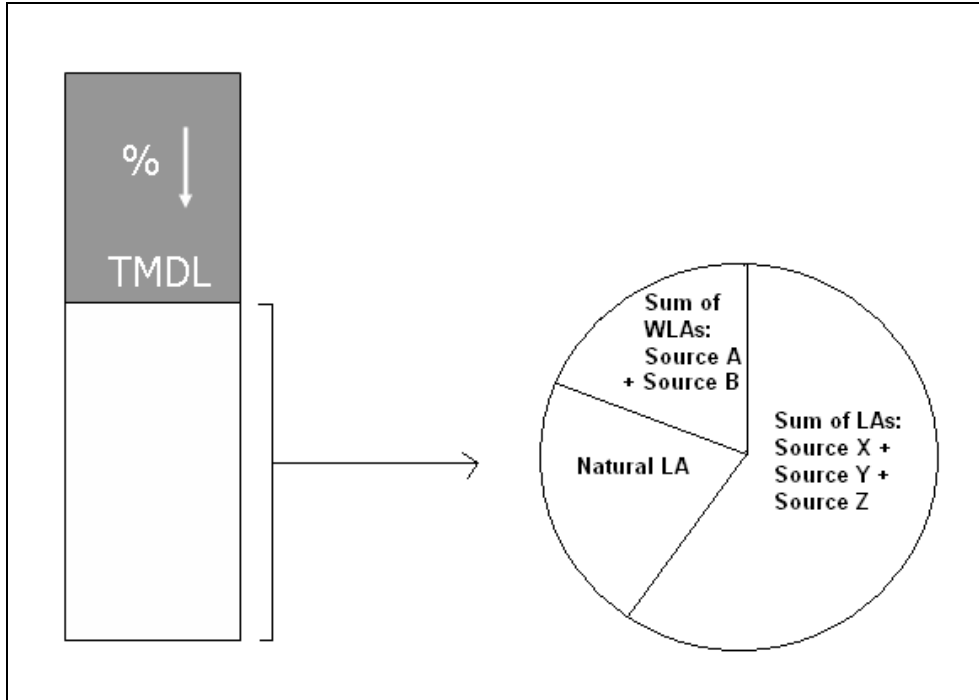 %
TMDL
Sum of
WLAs:
Source A
+ Source B
Natural LA
Sum of LAs:
Source X +
Source Y +
Source Z